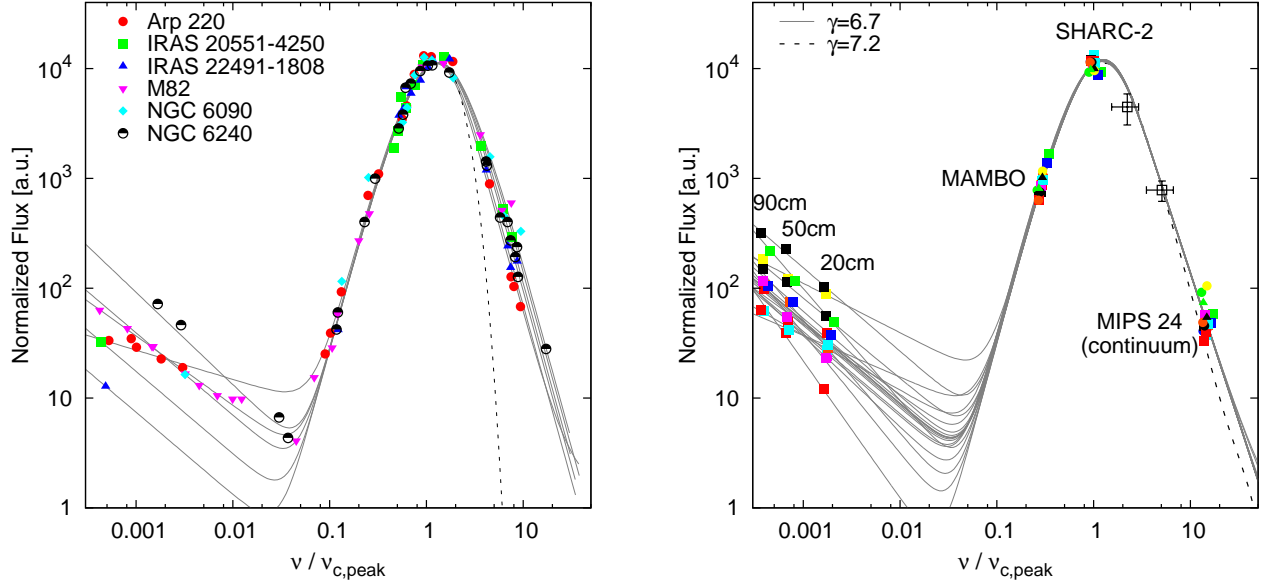 Arp 220
IRAS 20551-4250
IRAS 22491-1808
M82
NGC 6090
NGC 6240
Normalized Flux [a.u.]
10^4
10^3
10^2
10
1
0.001
0.01
0.1
1
10
ν / ν_c,peak
γ=6.7
γ=7.2
SHARC-2
MAMBO
90cm
50cm
20cm
MIPS 24
(continuum)
Normalized Flux [a.u.]
10^4
10^3
10^2
10
1
0.001
0.01
0.1
1
10
ν / ν_c,peak